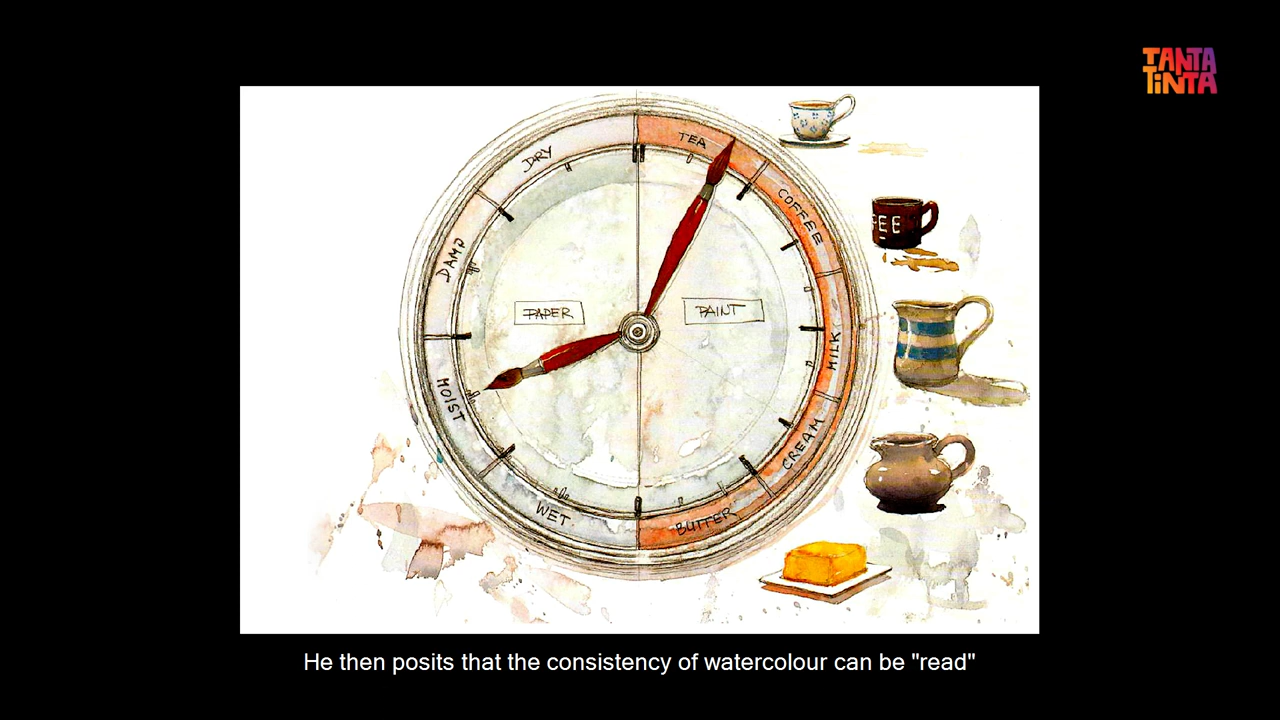 TANTA
TINTA
TEA
DRY
COFFEE
FEE
DAMP
PAPER
PAINT
MILK
MOIST
CREAM
WET
BUTTER
He then posits that the consistency of watercolour can be "read"